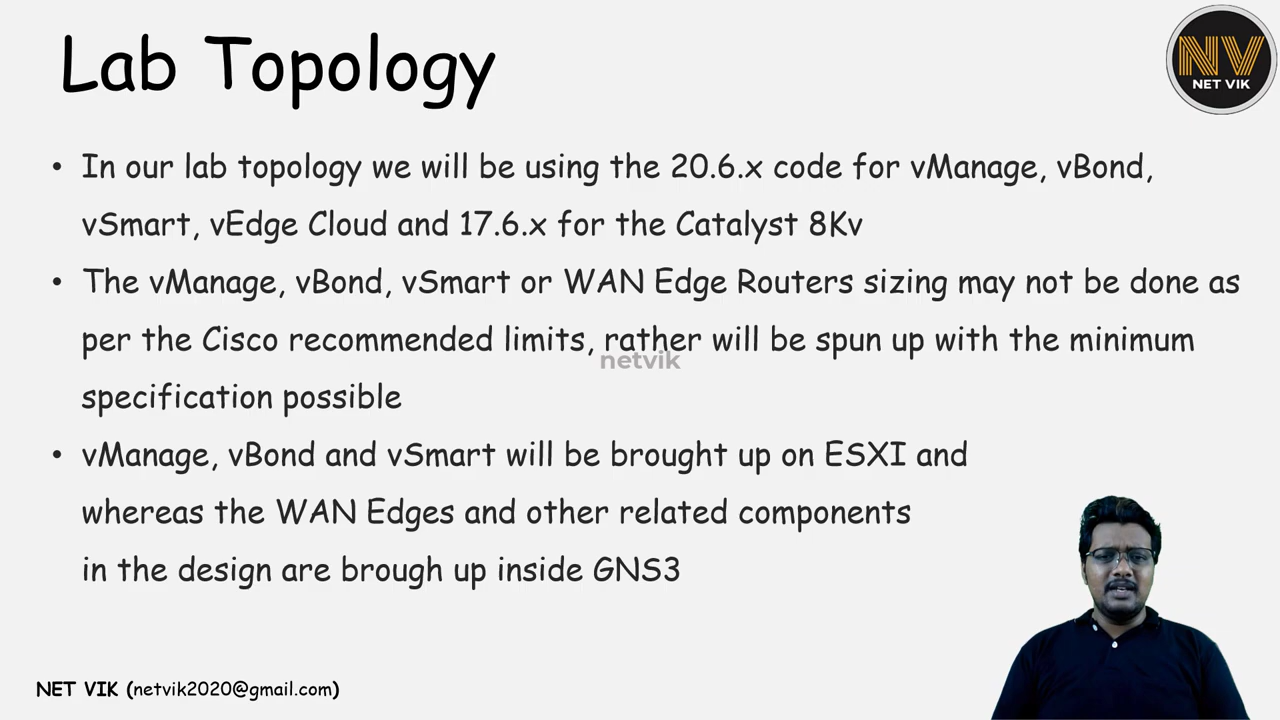 Lab Topology
NV
NET VIK
• In our lab topology we will be using the 20.6.x code for vManage, vBond,
vSmart, vEdge Cloud and 17.6.x for the Catalyst 8Kv
• The vManage, vBond, vSmart or WAN Edge Routers sizing may not be done as
per the Cisco recommended limits, rather will be spun up with the minimum
netvik
specification possible
• vManage, vBond and vSmart will be brought up on ESXI and
whereas the WAN Edges and other related components
in the design are brough up inside GNS3
NET VIK (netvik2020@gmail.com)